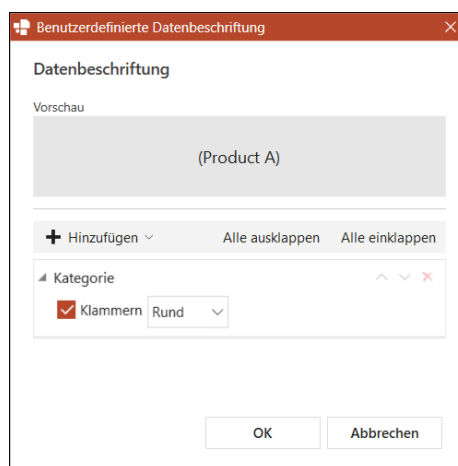 Benutzerdefinierte Datenbeschriftung
Datenbeschriftung
Vorschau
(Product A)
Hinzufügen Alle ausklappen Alle einklappen
Kategorie
Klammern Rund
OK Abbrechen